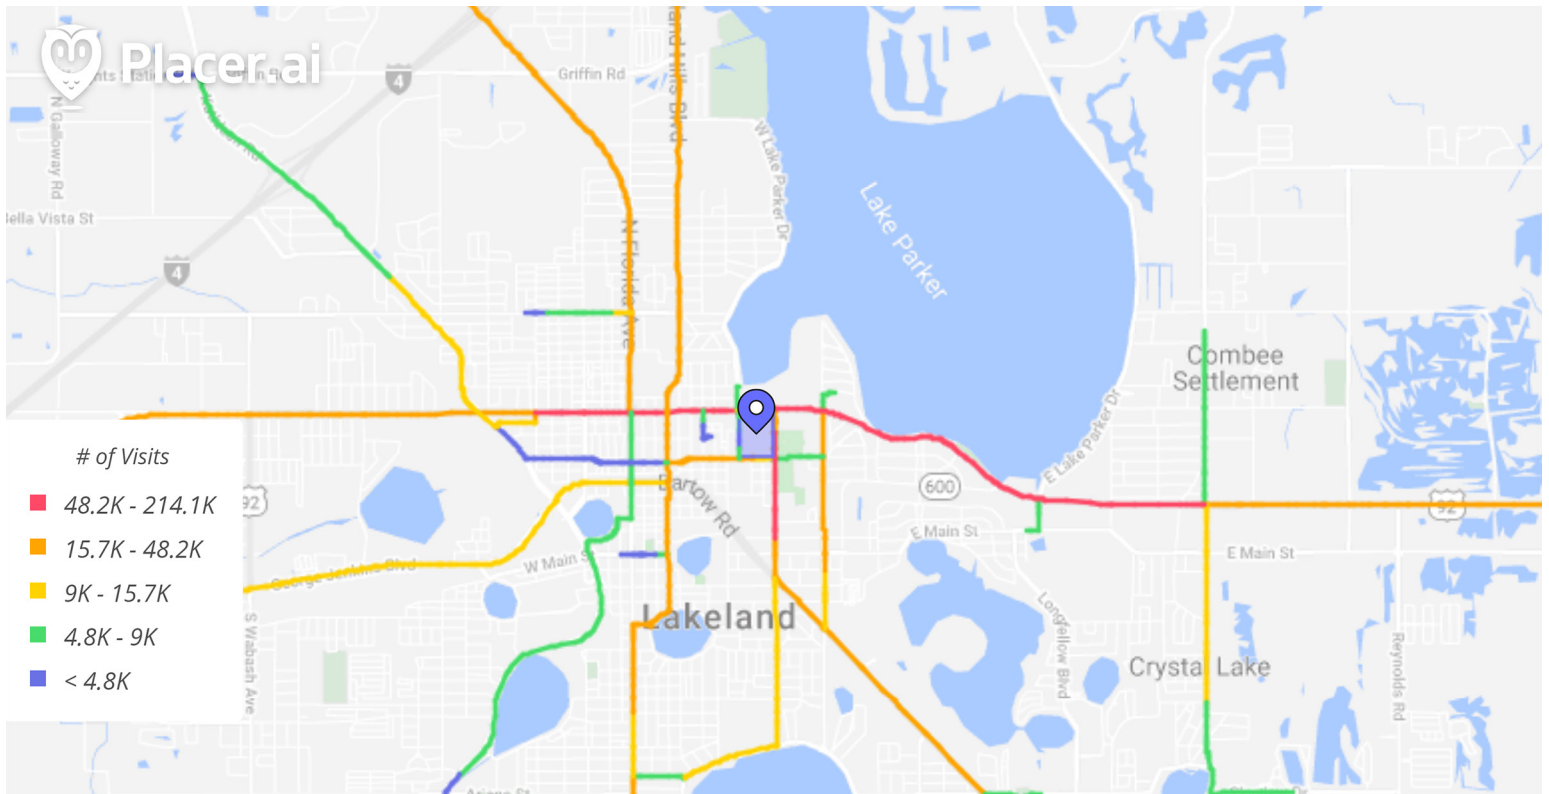 Placer.ai
Griffin Rd
4
N Galloway Rd
Bella Vista St
4
W Lake Parker Dr
Lake Parker
N Florida Ave
Combee
Settlement
# of Visits
48.2K - 214.1K
15.7K - 48.2K
9K - 15.7K
4.8K - 9K
< 4.8K
92
Bartow Rd
600
E Lake Parker Dr
92
E Main St
E Main St
W Main St
George Jenkins Blvd
Lakeland
Longfellow Blvd
Crystal Lake
S Wabash Ave
Reynolds Rd
Ariana St